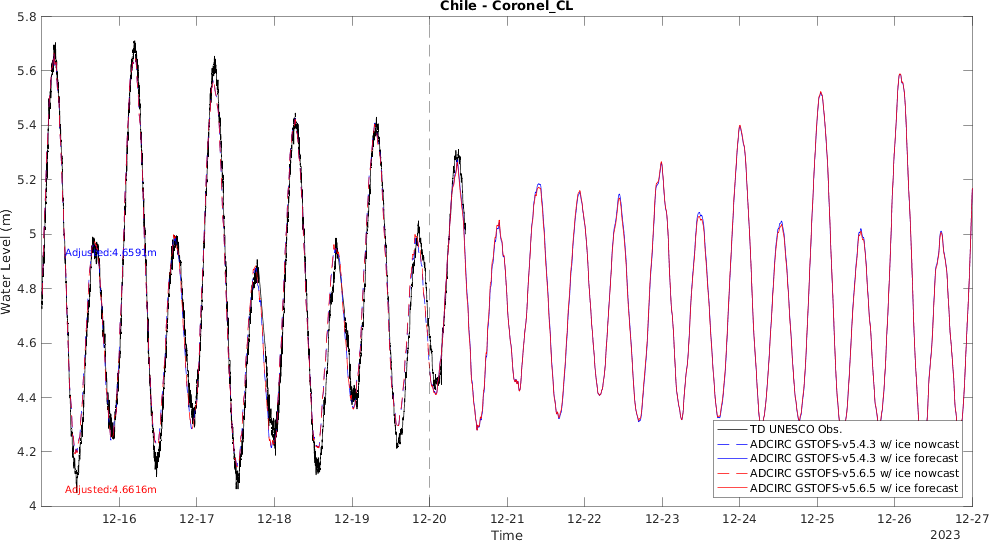 Chile - Coronel_CL
5.8
5.6
5.4
5.2
5
4.8
4.6
4.4
4.2
4
Water Level (m)
Adjusted:4.6591m
Adjusted:4.6616m
TD UNESCO Obs.
ADCIRC GSTOFS-v5.4.3 w/ ice nowcast
ADCIRC GSTOFS-v5.4.3 w/ ice forecast
ADCIRC GSTOFS-v5.6.5 w/ ice nowcast
ADCIRC GSTOFS-v5.6.5 w/ ice forecast
12-16 12-17 12-18 12-19 12-20 12-21 12-22 12-23 12-24 12-25 12-26 12-27
Time
2023